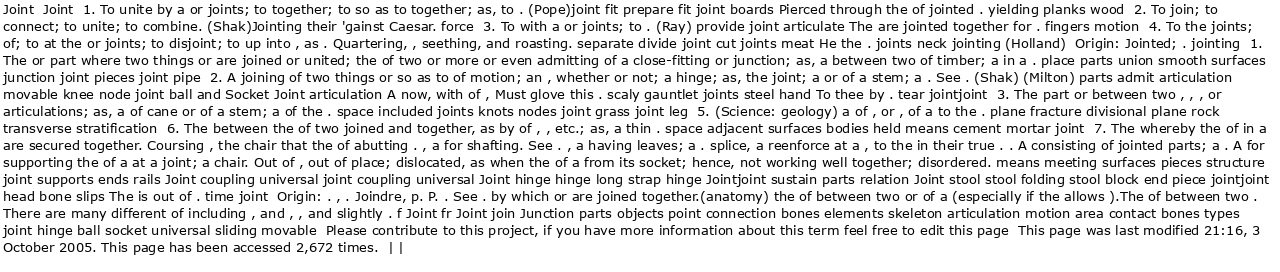 Joint  Joint  1. To unite by a or joints; to together; to so as to together; as, to . (Pope)joint fit prepare fit joint boards Pierced through the of jointed . yielding planks wood  2. To join; to
connect; to unite; to combine. (Shak)Jointing their 'gainst Caesar. force  3. To with a or joints; to . (Ray) provide joint articulate The are jointed together for . fingers motion  4. To the joints;
of; to at the or joints; to disjoint; to up into , as . Quartering, , seething, and roasting. separate divide joint cut joints meat He the . joints neck jointing (Holland)  Origin: Jointed; . jointing  1.
The or part where two things or are joined or united; the of two or more or even admitting of a close-fitting or junction; as, a between two of timber; a in a . place parts union smooth surfaces
junction joint pieces joint pipe  2. A joining of two things or so as to of motion; an , whether or not; a hinge; as, the joint; a or of a stem; a . See . (Shak) (Milton) parts admit articulation
movable knee node joint ball and Socket Joint articulation A now, with of , Must glove this . scaly gauntlet joints steel hand To thee by . tear jointjoint  3. The part or between two , , , or
articulations; as, a of cane or of a stem; a of the . space included joints knots nodes joint grass joint leg  5. (Science: geology) a of , or , of a to the . plane fracture divisional plane rock
transverse stratification  6. The between the of two joined and together, as by of , , etc.; as, a thin . space adjacent surfaces bodies held means cement mortar joint  7. The whereby the of in a
are secured together. Coursing , the chair that the of abutting . , a for shafting. See . , a having leaves; a . splice, a reenforce at a , to the in their true . . A consisting of jointed parts; a . A for
supporting the of a at a joint; a chair. Out of , out of place; dislocated, as when the of a from its socket; hence, not working well together; disordered. means meeting surfaces pieces structure
joint supports ends rails Joint coupling universal joint coupling universal Joint hinge hinge long strap hinge Jointjoint sustain parts relation Joint stool stool folding stool block end piece jointjoint
head bone slips The is out of . time joint  Origin: . , . Joindre, p. P. . See . by which or are joined together.(anatomy) the of between two or of a (especially if the allows ).The of between two .
There are many different of including , and , , and slightly . f Joint fr Joint join Junction parts objects point connection bones elements skeleton articulation motion area contact bones types
joint hinge ball socket universal sliding movable  Please contribute to this project, if you have more information about this term feel free to edit this page  This page was last modified 21:16, 3
October 2005. This page has been accessed 2,672 times.  | |